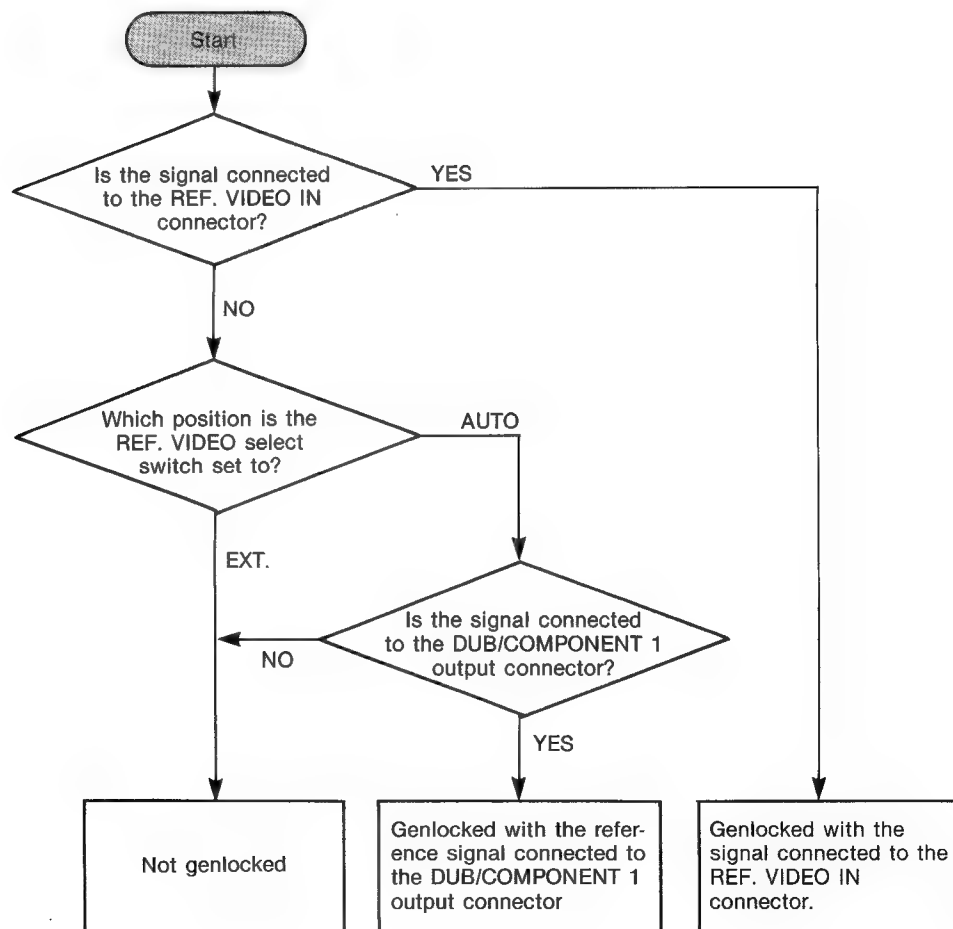 Start
Is the signal connected
to the REF. VIDEO IN
connector?
YES
NO
Which position is the
REF. VIDEO select
switch set to?
AUTO
EXT.
Is the signal connected
to the DUB/COMPONENT 1
output connector?
NO
YES
Not genlocked
Genlocked with the refer-
ence signal connected to
the DUB/COMPONENT 1
output connector
Genlocked with the
signal connected to the
REF. VIDEO IN
connector.